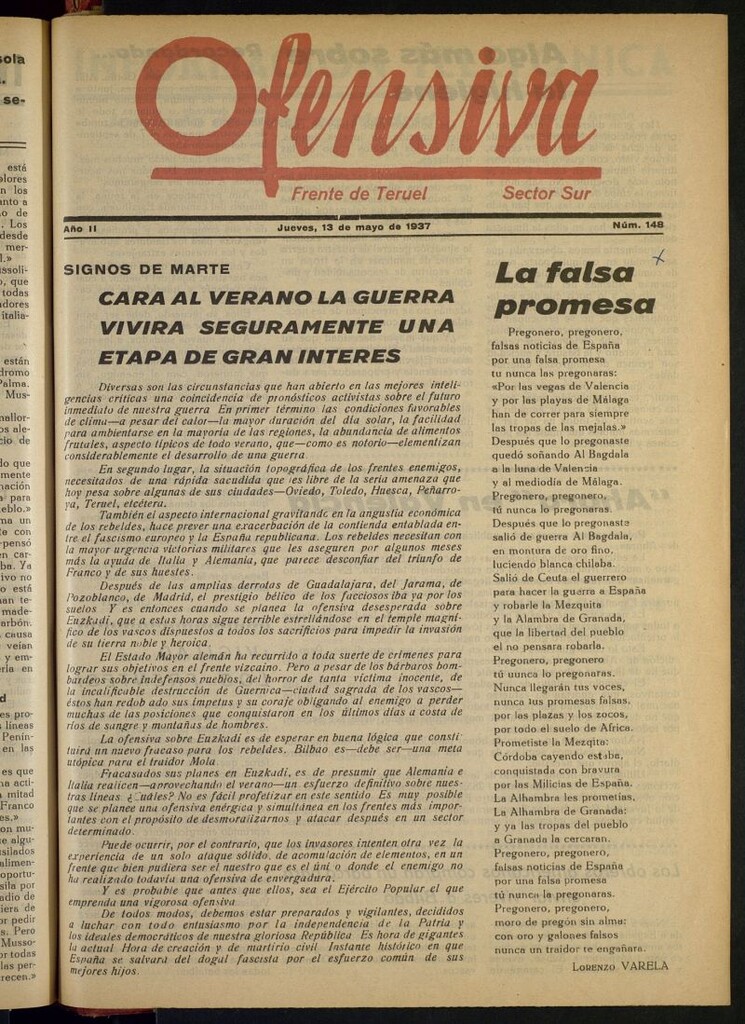 Ofensiva
Frente de Teruel Sector Sur
Año II Jueves, 13 de mayo de 1937 Núm. 148
SIGNOS DE MARTE
CARA AL VERANO LA GUERRA
VIVIRA SEGURAMENTE UNA
ETAPA DE GRAN INTERES
Diversas son las circunstancias que han abierto en las mejores inteli-
gencias críticas una coincidencia de pronósticos activistas sobre el futuro
inmediato de nuestra guerra En primer término las condiciones favorables
de clima—a pesar del calor—la mayor duración del día solar, la facilidad
para ambientarse en la mayoría de las regiones, la abundancia de alimentos
frutales, aspecto típicos de todo verano, que—como es notorio—elementizan
considerablemente el desarrollo de una guerra
En segundo lugar, la situación topográfica de los frentes enemigos,
necesitados de una rápida sacudida que les libre de la seria amenaza que
hoy pesa sobre algunas de sus ciudades—Oviedo, Toledo, Huesca, Peñarro-
ya, Teruel, etcétera.
También el aspecto internacional gravitando en la angustia económica
de los rebeldes, hace prever una exacerbación de la contienda entablada en-
tre el fascismo europeo y la España republicana. Los rebeldes necesitan con
la mayor urgencia victorias militares que les aseguren por algunos meses
más la ayuda de Italia y Alemania, que parece desconfiar del triunfo de
Franco y de sus huestes.
Después de las amplias derrotas de Guadalajara, del Jarama, de
Pozoblanco, de Madrid, el prestigio bélico de los facciosos iba ya por los
suelos Y es entonces cuando se planea la ofensiva desesperada sobre
Euzkadi, que a estas horas sigue terrible estrellándose en el temple magní-
fico de los vascos dispuestos a todos los sacrificios para impedir la invasión
de su tierra noble y heroica.
El Estado Mayor alemán ha recurrido a toda suerte de crímenes para
lograr sus objetivos en el frente vizcaíno. Pero a pesar de los bárbaros bom-
bardeos sobre indefensos pueblos, del horror de tanta víctima inocente, de
la incalificable destrucción de Guernica—ciudad sagrada de los vascos—
éstos han redob ado sus ímpetus y su coraje obligando al enemigo a perder
muchas de las posiciones que conquistaron en los últimos días a costa de
ríos de sangre y montañas de hombres.
La ofensiva sobre Euzkadi es de esperar en buena lógica que consti-
tuirá un nuevo fracaso para los rebeldes. Bilbao es—debe ser—una meta
utópica para el traidor Mola
Fracasados sus planes en Euzkadi, es de presumir que Alemania e
Italia realicen—aprovechando el verano—un esfuerzo definitivo sobre nues-
tras líneas ¿Cuáles? No es fácil profetizar en este sentido Es muy posible
que se planee una ofensiva enérgica y simultánea en los frentes más impor-
tantes con el propósito de desmoralizarnos y atacar después en un sector
determinado.
Puede ocurrir, por el contrario, que los invasores intenten otra vez la
experiencia de un solo ataque sólido, de acumulación de elementos, en un
frente que bien pudiera ser el nuestro que es el úni o donde el enemigo no
ha realizado todavía una ofensiva de envergadura.
Y es probable que antes que ellos, sea el Ejército Popular el que
emprenda una vigorosa ofensiva
De todos modos, debemos estar preparados y vigilantes, decididos
a luchar con todo entusiasmo por la independencia de la Patria y
los ideales democráticos de nuestra gloriosa República Es hora de gigantes
la actual Hora de creación y de martirio civil Instante histórico en que
España se salvará del dogal fascista por el esfuerzo común de sus
mejores hijos.
La falsa
promesa
Pregonero, pregonero,
falsas noticias de España
por una falsa promesa
tu nunca las pregonaras:
«Por las vegas de Valencia
y por las playas de Málaga
han de correr para siempre
las tropas de las mejalas.»
Después que lo pregonaste
quedó soñando Al Bagdala
a la luna de Valencia
y al mediodía de Málaga.
Pregonero, pregonero,
tú nunca lo pregonaras.
Después que lo pregonaste
salió de guerra Al Bagdala,
en montura de oro fino,
luciendo blanca chilaba.
Salió de Ceuta el guerrero
para hacer la guerra a España
y robarle la Mezquita
y la Alambra de Granada,
que la libertad del pueblo
el no pensara robarla.
Pregonero, pregonero
tú nunca lo pregonaras.
Nunca llegarán tus voces,
nunca tus promesas falsas,
por las plazas y los zocos,
por todo el suelo de Africa.
Prometiste la Mezqita:
Córdoba cayendo estaba,
conquistada con bravura
por las Milicias de España.
La Alhambra les prometías,
La Alhambra de Granada:
y ya las tropas del pueblo
a Granada la cercaran.
Pregonero, pregonero,
falsas noticias de España
por una falsa promesa
tú nunca la pregonaras.
Pregonero, pregonero,
moro de pregón sin alma:
con oro y galones falsos
nunca un traidor te engañara.
Lorenzo VARELA